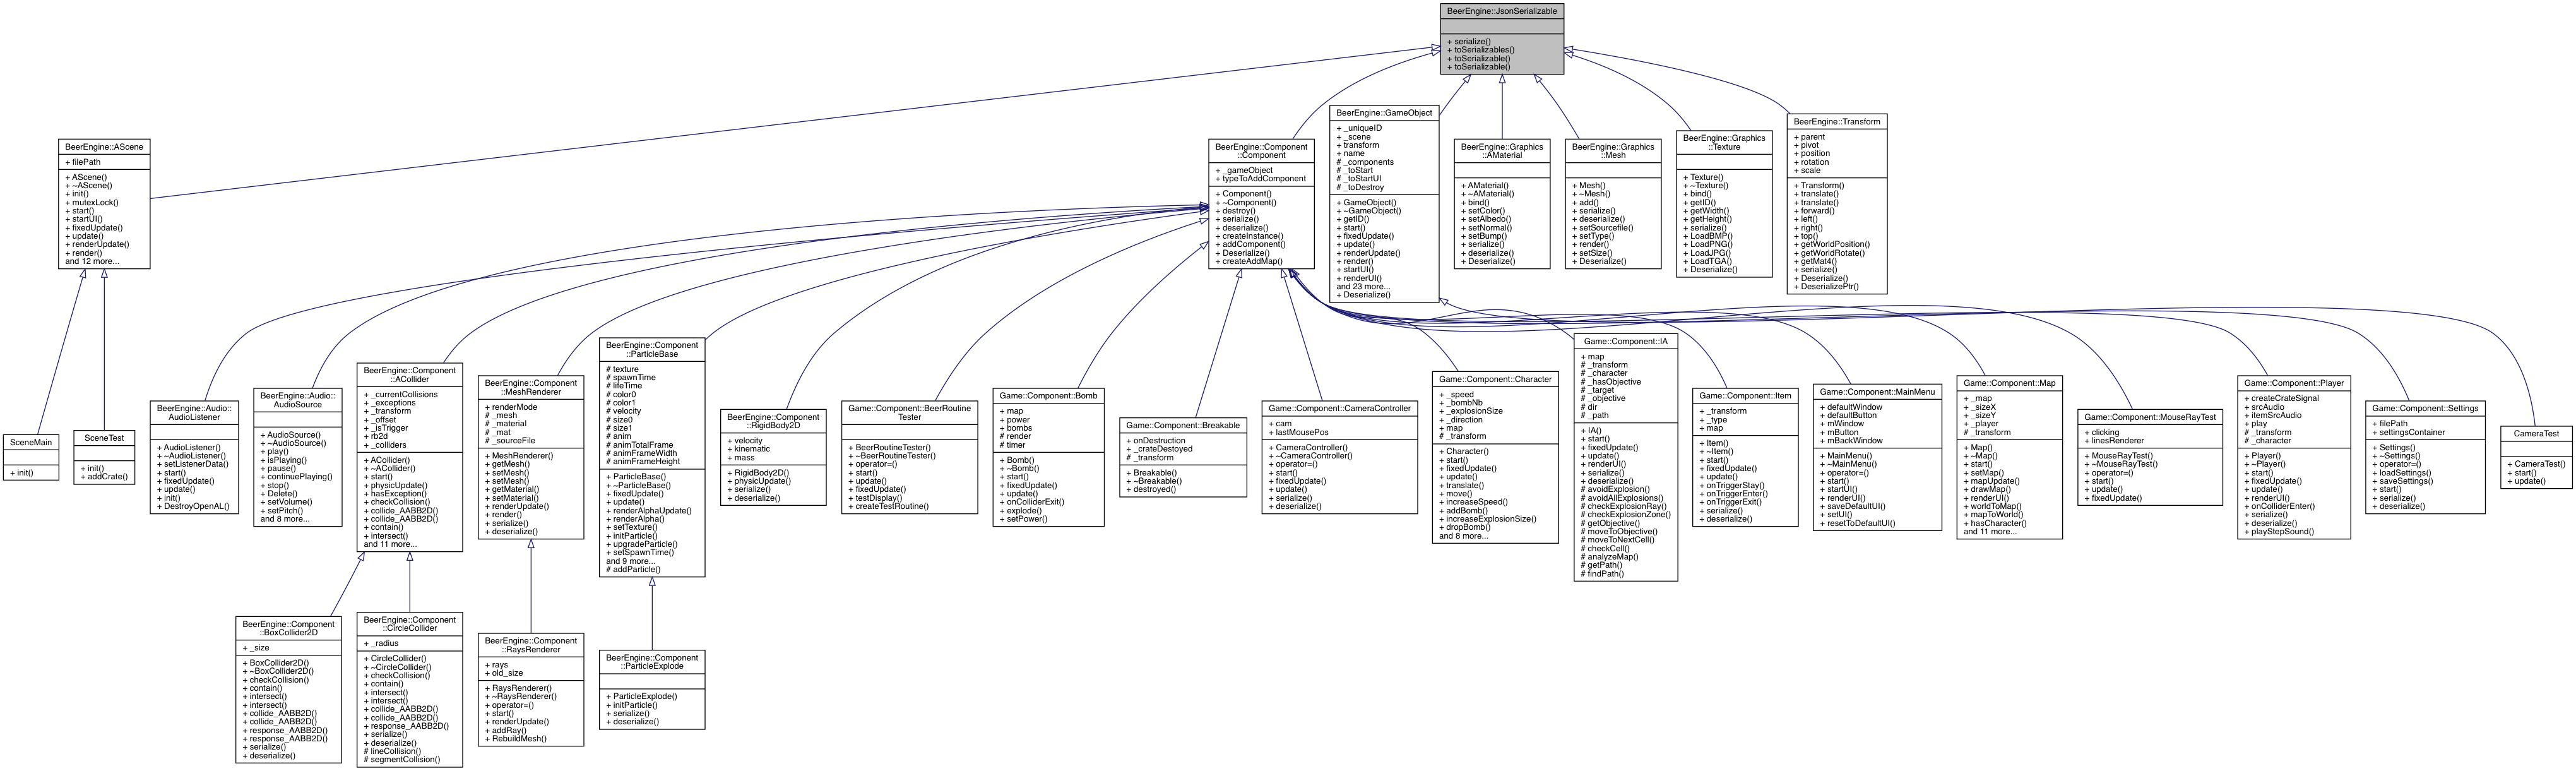 BeerEngine::JsonSerializable
+ serialize()
+ toSerializables()
+ toSerializable()
+ toSerializable()
BeerEngine::AScene
+ filePath
+ AScene()
+ ~AScene()
+ init()
+ mutexLock()
+ start()
+ startUI()
+ fixedUpdate()
+ update()
+ renderUpdate()
+ render()
and 12 more...
BeerEngine::Component
::Component
+ _gameObject
+ typeToAddComponent
+ Component()
+ ~Component()
+ destroy()
+ serialize()
+ deserialize()
+ createInstance()
+ addComponent()
+ Deserialize()
+ createAddMap()
BeerEngine::GameObject
+ _uniqueID
+ _scene
+ transform
+ name
# _components
# _toStart
# _toStartUI
# _toDestroy
+ GameObject()
+ ~GameObject()
+ getID()
+ start()
+ fixedUpdate()
+ update()
+ renderUpdate()
+ render()
+ startUI()
+ renderUI()
and 23 more...
+ Deserialize()
BeerEngine::Graphics
::AMaterial
+ AMaterial()
+ ~AMaterial()
+ bind()
+ setColor()
+ setAlbedo()
+ setNormal()
+ setBump()
+ serialize()
+ deserialize()
+ Deserialize()
BeerEngine::Graphics
::Mesh
+ Mesh()
+ ~Mesh()
+ add()
+ serialize()
+ deserialize()
+ setSourcefile()
+ setType()
+ render()
+ setSize()
+ Deserialize()
BeerEngine::Graphics
::Texture
+ Texture()
+ ~Texture()
+ bind()
+ getID()
+ getWidth()
+ getHeight()
+ serialize()
+ LoadBMP()
+ LoadPNG()
+ LoadJPG()
+ LoadTGA()
+ Deserialize()
BeerEngine::Transform
+ parent
+ pivot
+ position
+ rotation
+ scale
+ Transform()
+ translate()
+ translate()
+ forward()
+ left()
+ right()
+ top()
+ getWorldPosition()
+ getWorldRotate()
+ getMat4()
+ serialize()
+ Deserialize()
+ DeserializePtr()
SceneMain
+ init()
SceneTest
+ init()
+ addCrate()
BeerEngine::Audio::
AudioListener
+ AudioListener()
+ ~AudioListener()
+ setListenerData()
+ start()
+ fixedUpdate()
+ update()
+ init()
+ DestroyOpenAL()
BeerEngine::Audio::
AudioSource
+ AudioSource()
+ ~AudioSource()
+ play()
+ isPlaying()
+ pause()
+ continuePlaying()
+ stop()
+ Delete()
+ setVolume()
+ setPitch()
and 8 more...
BeerEngine::Component
::ACollider
+ _currentCollisions
+ _exceptions
+ _transform
+ _offset
+ _isTrigger
+ rb2d
+ _colliders
+ ACollider()
+ ~ACollider()
+ start()
+ physicUpdate()
+ hasException()
+ checkCollision()
+ collide_AABB2D()
+ collide_AABB2D()
+ contain()
+ intersect()
and 11 more...
BeerEngine::Component
::MeshRenderer
+ renderMode
# _mesh
# _material
# _mat
# _sourceFile
+ MeshRenderer()
+ getMesh()
+ setMesh()
+ setMesh()
+ getMaterial()
+ setMaterial()
+ renderUpdate()
+ render()
+ serialize()
+ deserialize()
BeerEngine::Component
::ParticleBase
# texture
# spawnTime
# lifeTime
# color0
# color1
# velocity
# size0
# size1
# anim
# animTotalFrame
# animFrameWidth
# animFrameHeight
+ ParticleBase()
+ ~ParticleBase()
+ fixedUpdate()
+ update()
+ renderAlphaUpdate()
+ renderAlpha()
+ setTexture()
+ initParticle()
+ upgradeParticle()
+ setSpawnTime()
and 9 more...
# addParticle()
BeerEngine::Component
::RigidBody2D
+ velocity
+ kinematic
+ mass
+ RigidBody2D()
+ physicUpdate()
+ serialize()
+ deserialize()
Game::Component::BeerRoutine
Tester
+ BeerRoutineTester()
+ ~BeerRoutineTester()
+ operator=()
+ start()
+ update()
+ fixedUpdate()
+ testDisplay()
+ createTestRoutine()
Game::Component::Bomb
+ map
+ power
+ bombs
# render
# timer
+ Bomb()
+ ~Bomb()
+ start()
+ fixedUpdate()
+ update()
+ onColliderExit()
+ explode()
+ setPower()
Game::Component::Breakable
+ onDestruction
+ _crateDestoyed
# _transform
+ Breakable()
+ ~Breakable()
+ destroyed()
Game::Component::CameraController
+ cam
+ lastMousePos
+ CameraController()
+ ~CameraController()
+ operator=()
+ start()
+ fixedUpdate()
+ update()
+ serialize()
+ deserialize()
Game::Component::Character
+ _speed
+ _bombNb
+ _explosionSize
+ _direction
+ map
# _transform
+ Character()
+ start()
+ fixedUpdate()
+ update()
+ translate()
+ move()
+ increaseSpeed()
+ addBomb()
+ increaseExplosionSize()
+ dropBomb()
and 8 more...
Game::Component::IA
+ map
# _transform
# _character
# _hasObjective
# _target
# _objective
# dir
# _path
+ IA()
+ start()
+ fixedUpdate()
+ update()
+ renderUI()
+ serialize()
+ deserialize()
# avoidExplosion()
# avoidAllExplosions()
# checkExplosionRay()
# checkExplosionZone()
# getObjective()
# moveToObjective()
# moveToNextCell()
# checkCell()
# analyzeMap()
# getPath()
# findPath()
Game::Component::Item
+ _transform
+ _type
+ map
+ Item()
+ ~Item()
+ start()
+ fixedUpdate()
+ update()
+ onTriggerStay()
+ onTriggerEnter()
+ onTriggerExit()
+ serialize()
+ deserialize()
Game::Component::MainMenu
+ defaultWindow
+ defaultButton
+ mWindow
+ mButton
+ mBackWindow
+ MainMenu()
+ ~MainMenu()
+ operator=()
+ start()
+ startUI()
+ renderUI()
+ saveDefaultUI()
+ setUI()
+ resetToDefaultUI()
Game::Component::Map
+ _map
+ _sizeX
+ _sizeY
+ _player
# _transform
+ Map()
+ ~Map()
+ start()
+ setMap()
+ mapUpdate()
+ drawMap()
+ renderUI()
+ worldToMap()
+ mapToWorld()
+ hasCharacter()
and 11 more...
Game::Component::MouseRayTest
+ clicking
+ linesRenderer
+ MouseRayTest()
+ ~MouseRayTest()
+ operator=()
+ start()
+ update()
+ fixedUpdate()
Game::Component::Player
+ createCrateSignal
+ srcAudio
+ itemSrcAudio
+ play
# _transform
# _character
+ Player()
+ ~Player()
+ start()
+ fixedUpdate()
+ update()
+ renderUI()
+ onColliderEnter()
+ serialize()
+ deserialize()
+ playStepSound()
Game::Component::Settings
+ filePath
+ settingsContainer
+ Settings()
+ ~Settings()
+ operator=()
+ loadSettings()
+ saveSettings()
+ start()
+ serialize()
+ deserialize()
CameraTest
+ CameraTest()
+ start()
+ update()
BeerEngine::Component
::BoxCollider2D
+ _size
+ BoxCollider2D()
+ ~BoxCollider2D()
+ checkCollision()
+ contain()
+ intersect()
+ intersect()
+ collide_AABB2D()
+ collide_AABB2D()
+ response_AABB2D()
+ response_AABB2D()
+ serialize()
+ deserialize()
BeerEngine::Component
::CircleCollider
+ _radius
+ CircleCollider()
+ ~CircleCollider()
+ checkCollision()
+ contain()
+ intersect()
+ intersect()
+ collide_AABB2D()
+ collide_AABB2D()
+ response_AABB2D()
+ serialize()
+ deserialize()
# lineCollision()
# segmentCollision()
BeerEngine::Component
::RaysRenderer
+ rays
+ old_size
+ RaysRenderer()
+ ~RaysRenderer()
+ operator=()
+ start()
+ renderUpdate()
+ addRay()
+ RebuildMesh()
BeerEngine::Component
::ParticleExplode
+ ParticleExplode()
+ initParticle()
+ serialize()
+ deserialize()